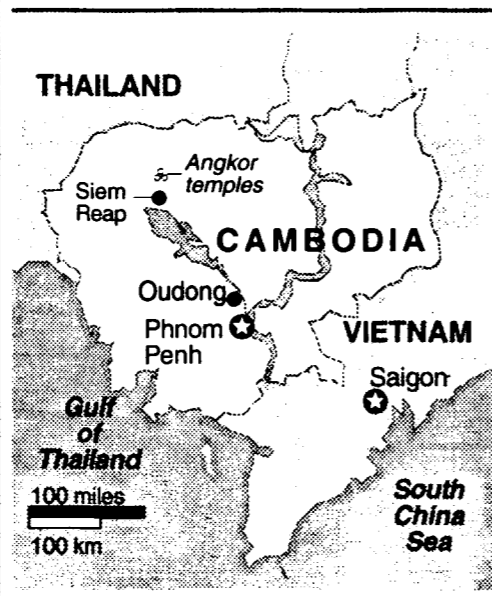 THAILAND
Angkor
temples
Siem
Reap
CAMBODIA
Oudong
Phnom
Penh
VIETNAM
Saigon
Gulf
of
Thailand
100 miles
100 km
South
China
Sea